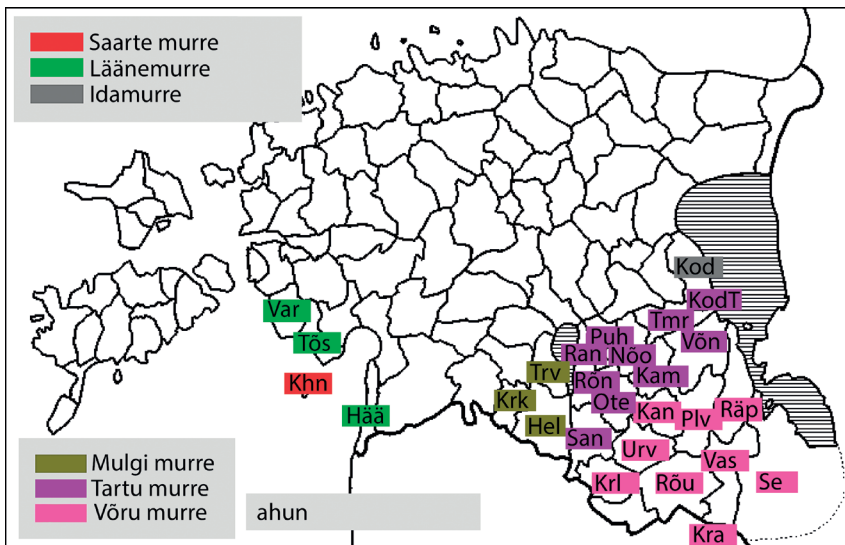 Saarte murre
Läänemurre
Idamurre
Kod
KodT
Var
Tmr
Tõs
Puh
Võn
Ran
Nõo
Trv
Khn
Rõn
Kam
Krk
Ote
Kan
Räp
Hää
Plv
Hel
San
Urv
Vas
Mulgi murre
Krl
Rõu
Se
Tartu murre
Võru murre
ahun
Kra